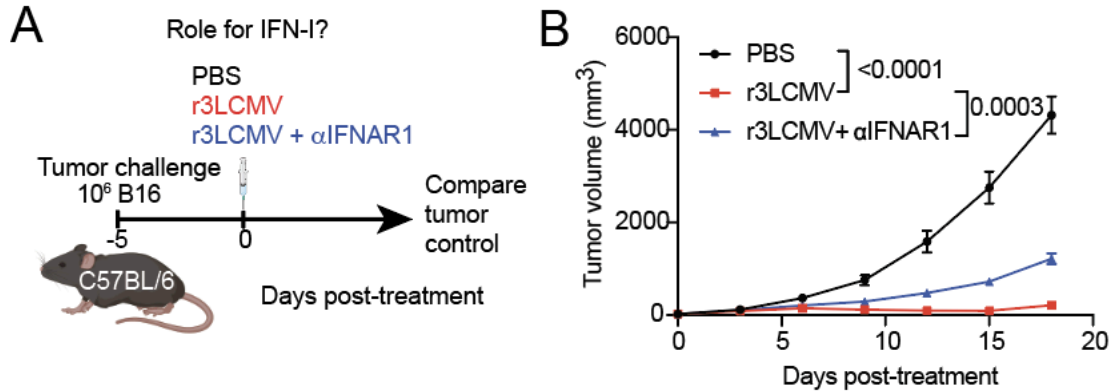 A
Role for IFN-I?
PBS
r3LCMV
r3LCMV + αIFNAR1
Tumor challenge
10⁶ B16
-5
0
Compare
tumor
control
C57BL/6
Days post-treatment
B
Tumor volume (mm³)
6000
4000
2000
0
PBS
r3LCMV
r3LCMV+ αIFNAR1
<0.0001
0.0003
0
5
10
15
20
Days post-treatment